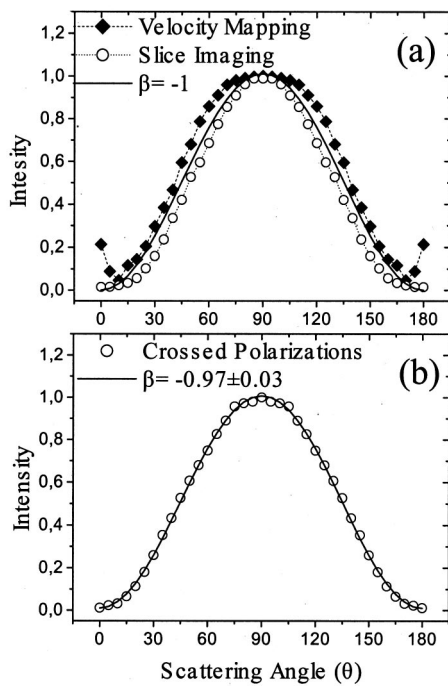 Velocity Mapping
(a)
Slice Imaging
β= -1
1,2
1,0
0,8
0,6
0,4
0,2
0,0
Intesity
0 30 60 90 120 150 180
Crossed Polarizations
(b)
β= -0.97±0.03
1,2
1,0
0,8
0,6
0,4
0,2
0,0
Intensity
0 30 60 90 120 150 180
Scattering Angle (θ)